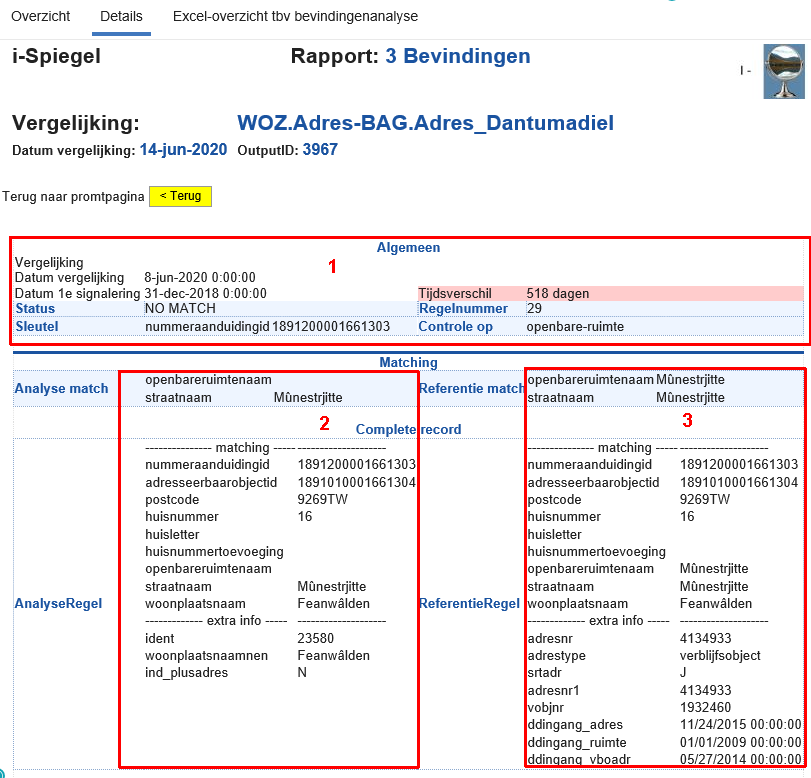 Overzicht Details Excel-overzicht tbv bevindingenanalyse
i-Spiegel Rapport: 3 Bevindingen
I -
Vergelijking: WOZ.Adres-BAG.Adres_Dantumadiel
Datum vergelijking: 14-jun-2020 OutputID: 3967
Terug naar promtpagina < Terug
Algemeen
Vergelijking
1
Datum vergelijking 8-jun-2020 0:00:00
Datum 1e signalering 31-dec-2018 0:00:00 Tijdsverschil 518 dagen
Status NO MATCH Regelnummer 29
Sleutel nummeraanduidingid 1891200001661303 Controle op openbare-ruimte
Matching
Analyse match openbareruimtenaam Referentie match openbareruimtenaam Mûnestrjitte
straatnaam Mûnestrjitte straatnaam Mûnestrjitte
2 3
Complete record
--------------- matching ----- -------------------- --------------- matching ----- --------------------
nummeraanduidingid 1891200001661303 nummeraanduidingid 1891200001661303
adresseerbaarobjectid 1891010001661304 adresseerbaarobjectid 1891010001661304
postcode 9269TW postcode 9269TW
huisnummer 16 huisnummer 16
huisletter huisletter
huisnummertoevoeging huisnummertoevoeging
openbareruimtenaam openbareruimtenaam Mûnestrjitte
straatnaam Mûnestrjitte straatnaam Mûnestrjitte
AnalyseRegel woonplaatsnaam Feanwâlden ReferentieRegel woonplaatsnaam Feanwâlden
------------- extra info ----- -------------------- ------------- extra info ----- --------------------
ident 23580 adresnr 4134933
woonplaatsnaamnen Feanwâlden adrestype verblijfsobject
ind_plusadres N srtadr J
adresnr1 4134933
vobjnr 1932460
ddingang_adres 11/24/2015 00:00:00
ddingang_ruimte 01/01/2009 00:00:00
ddingang_vboadr 05/27/2014 00:00:00